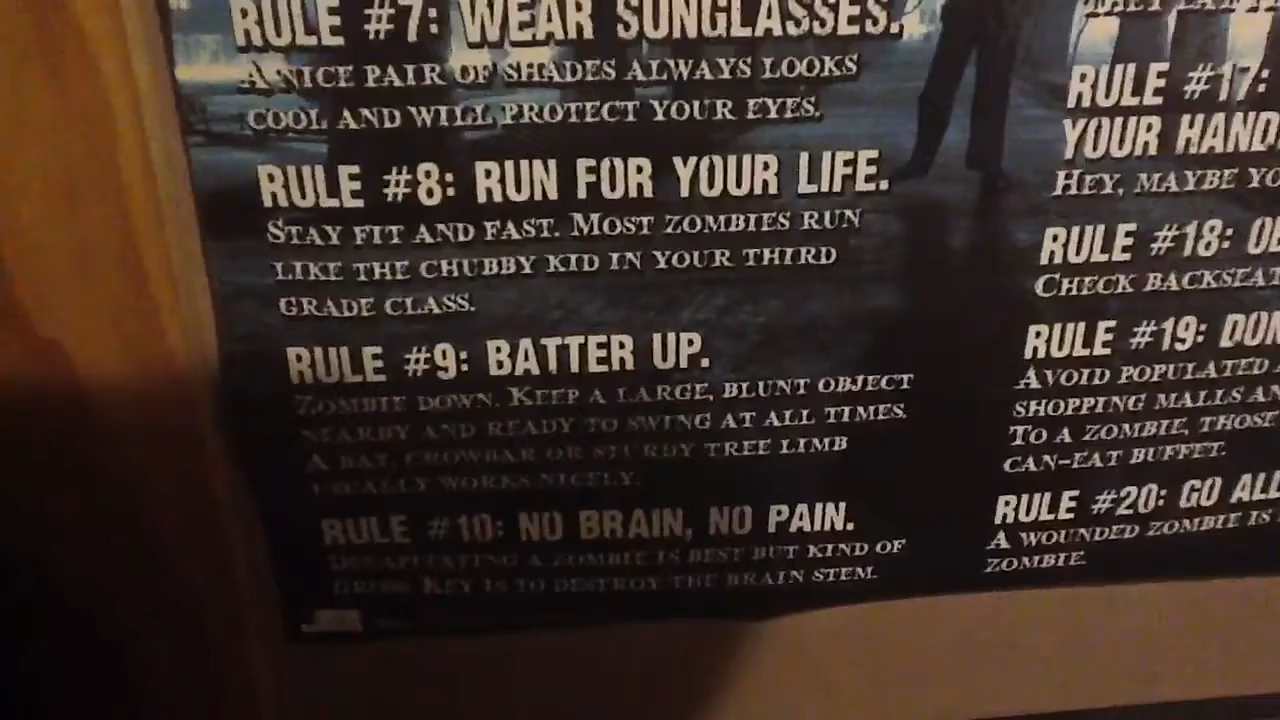 RULE #7: WEAR SUNGLASSES.
A NICE PAIR OF SHADES ALWAYS LOOKS
COOL AND WILL PROTECT YOUR EYES.
RULE #8: RUN FOR YOUR LIFE.
STAY FIT AND FAST. MOST ZOMBIES RUN
LIKE THE CHUBBY KID IN YOUR THIRD
GRADE CLASS.
RULE #9: BATTER UP.
ZOMBIE DOWN. KEEP A LARGE, BLUNT OBJECT
NEARBY AND READY TO SWING AT ALL TIMES.
A BAT, CROWBAR OR STURDY TREE LIMB
USUALLY WORKS NICELY.
RULE #10: NO BRAIN, NO PAIN.
DECAPITATING A ZOMBIE IS BEST BUT KIND OF
KEY IS TO DESTROY THE BRAIN STEM.
RULE #17:
YOUR HAND
HEY, MAYBE YO
RULE #18:
CHECK BACKSEAT
RULE #19: DON
AVOID POPULATED
SHOPPING MALLS AN
TO A ZOMBIE, THOSE
CAN-EAT BUFFET.
RULE #20: GO ALL
A WOUNDED ZOMBIE IS
ZOMBIE.